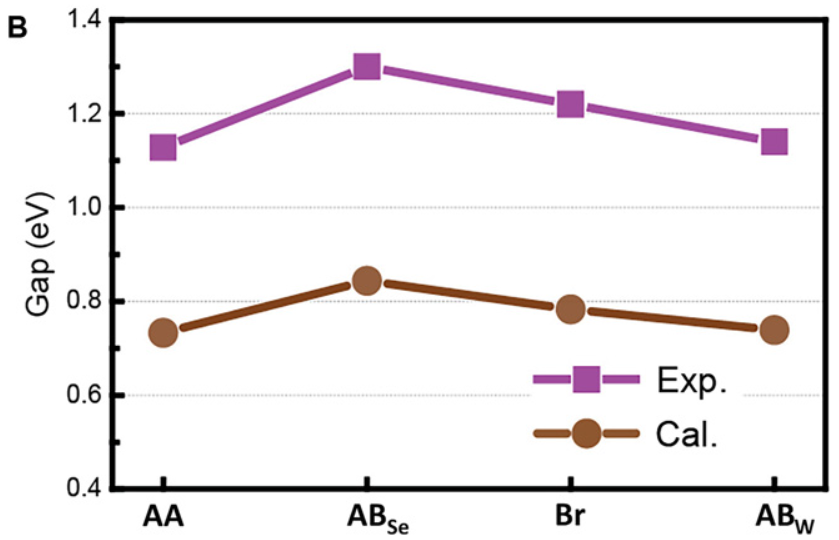 B
1.4
1.2
1.0
0.8
0.6
0.4
Gap (eV)
Exp.
Cal.
AA ABSe Br ABW